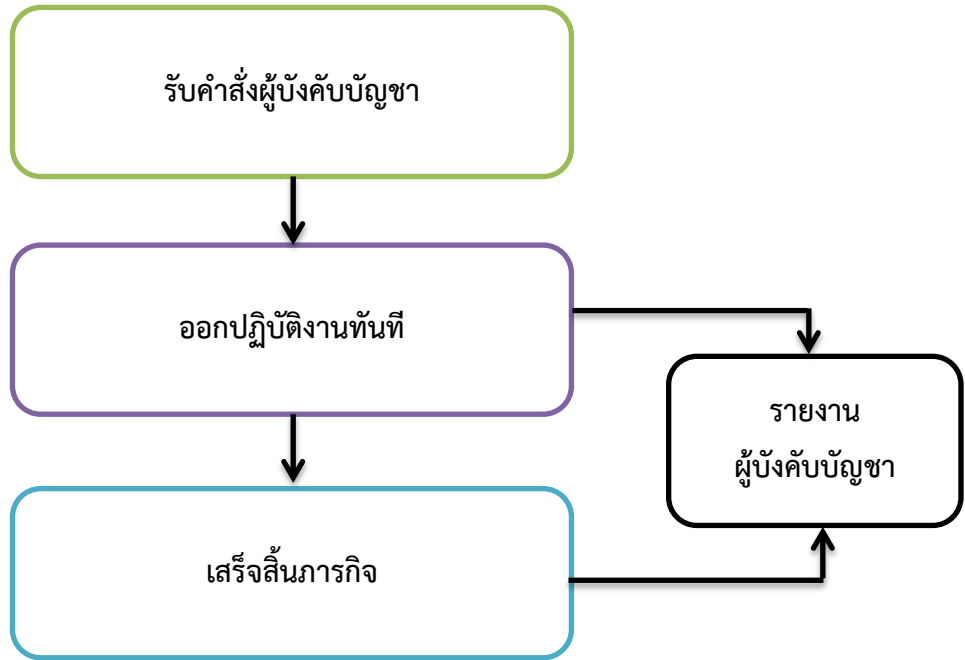 รับคำสั่งผู้บังคับบัญชา
ออกปฏิบัติงานทันที
รายงาน
ผู้บังคับบัญชา
เสร็จสิ้นภารกิจ